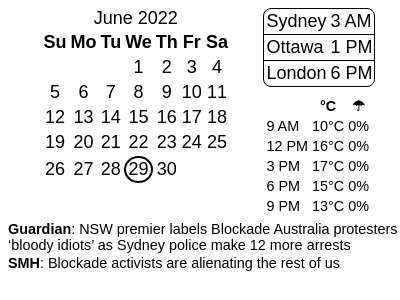 June 2022
Su Mo Tu We Th Fr Sa
1 2 3 4
5 6 7 8 9 10 11
12 13 14 15 16 17 18
19 20 21 22 23 24 25
26 27 28 29 30
Sydney 3 AM
Ottawa 1 PM
London 6 PM
°C ☂
9 AM 10°C 0%
12 PM 16°C 0%
3 PM 17°C 0%
6 PM 15°C 0%
9 PM 13°C 0%
Guardian: NSW premier labels Blockade Australia protesters
‘bloody idiots’ as Sydney police make 12 more arrests
SMH: Blockade activists are alienating the rest of us